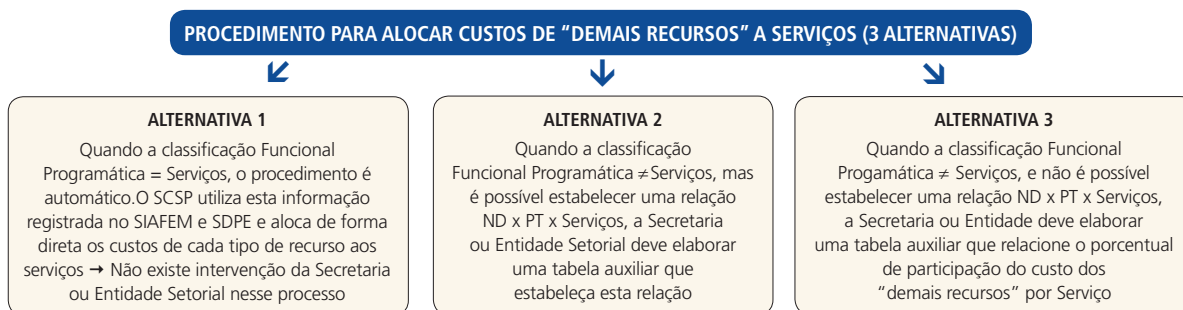 PROCEDIMENTO PARA ALOCAR CUSTOS DE “DEMAIS RECURSOS” A SERVIÇOS (3 ALTERNATIVAS)
ALTERNATIVA 1
Quando a classificação Funcional
Programática = Serviços, o procedimento é
automático.O SCSP utiliza esta informação
registrada no SIAFEM e SDPE e aloca de forma
direta os custos de cada tipo de recurso aos
serviços ➞ Não existe intervenção da Secretaria
ou Entidade Setorial nesse processo
ALTERNATIVA 2
Quando a classificação
Funcional Programática ≠Serviços, mas
é possível estabelecer uma relação
ND x PT x Serviços, a Secretaria
ou Entidade Setorial deve elaborar
uma tabela auxiliar que
estabeleça esta relação
ALTERNATIVA 3
Quando a classificação Funcional
Progamática ≠ Serviços, e não é possível
estabelecer uma relação ND x PT x Serviços,
a Secretaria ou Entidade deve elaborar
uma tabela auxiliar que relacione o porcentual
de participação do custo dos
“demais recursos” por Serviço